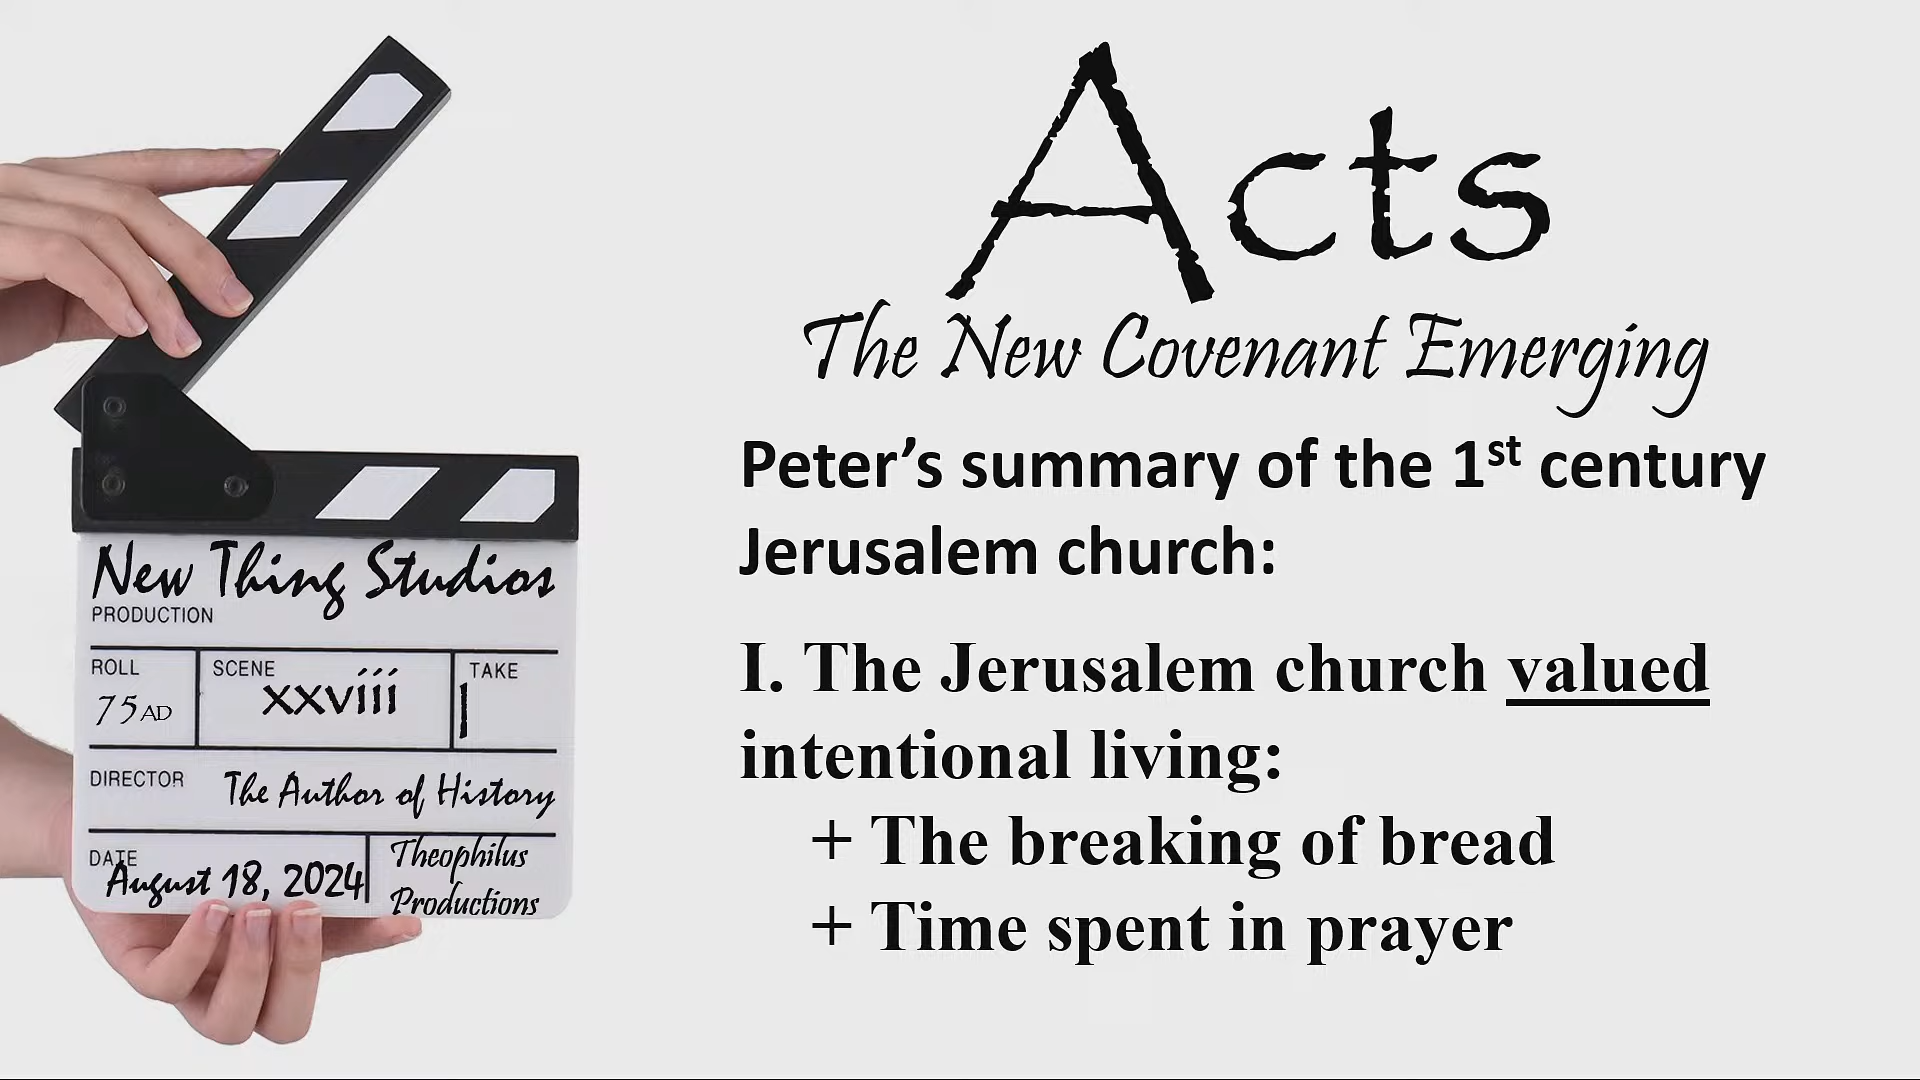 Acts
The New Covenant Emerging
Peter’s summary of the 1st century
Jerusalem church:
I. The Jerusalem church valued
intentional living:
+ The breaking of bread
+ Time spent in prayer
New Thing Studios
PRODUCTION
ROLL
75 AD
SCENE
xxviii
TAKE
1
DIRECTOR
The Author of History
DATE
August 18, 2024
Theophilus
Productions